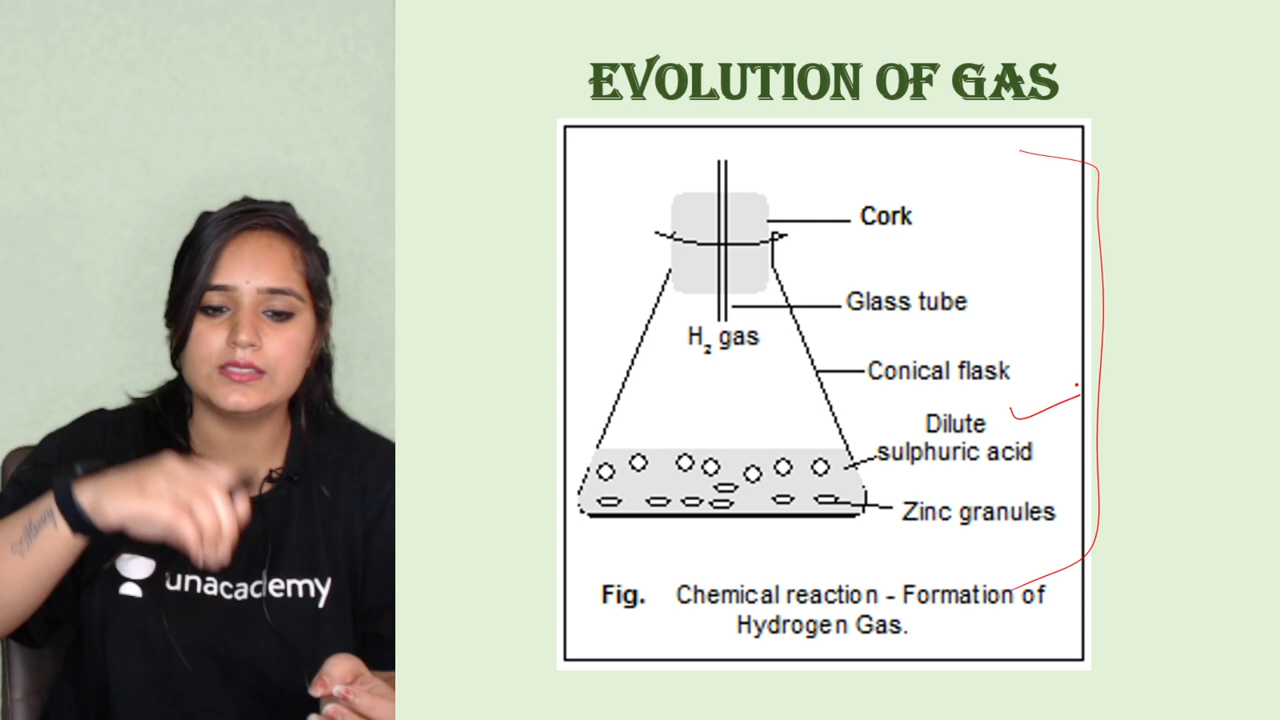 EVOLUTION OF GAS
Cork
Glass tube
H₂ gas
Conical flask
Dilute
sulphuric acid
Zinc granules
Fig. Chemical reaction - Formation of
Hydrogen Gas.
unacademy